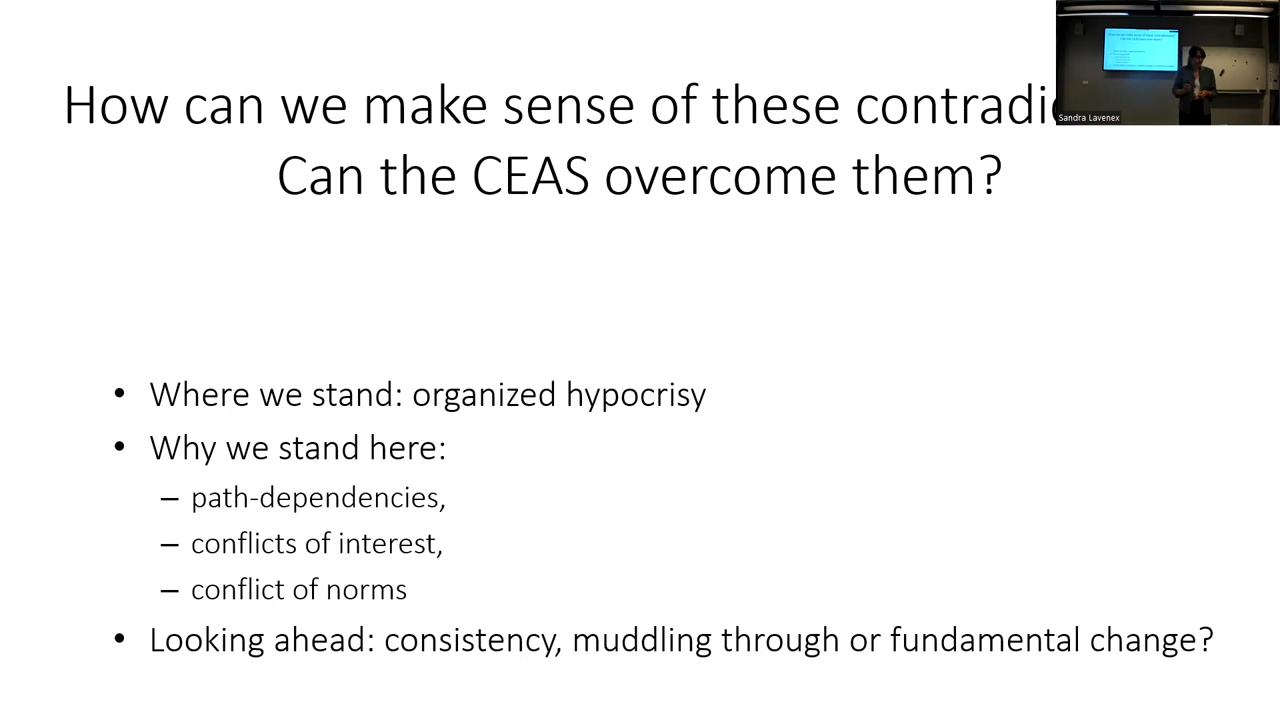 How can we make sense of these
Can the CEAS overcome them?
Sandra Lavenex
• Where we stand: organized hypocrisy
• Why we stand here:
– path-dependencies,
– conflicts of interest,
– conflict of norms
• Looking ahead: consistency, muddling through or fundamental change?